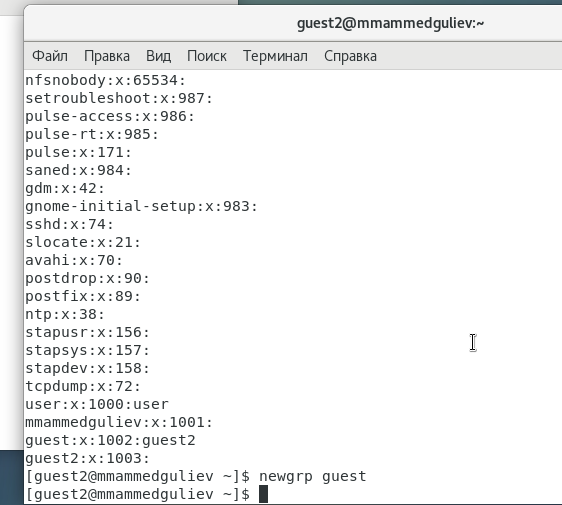 guest2@mmammedguliev:~
Файл Правка Вид Поиск Терминал Справка
nfsnobody:x:65534:
setroubleshoot:x:987:
pulse-access:x:986:
pulse-rt:x:985:
pulse:x:171:
saned:x:984:
gdm:x:42:
gnome-initial-setup:x:983:
sshd:x:74:
slocate:x:21:
avahi:x:70:
postdrop:x:90:
postfix:x:89:
ntp:x:38:
stapusr:x:156:
stapsys:x:157:
stapdev:x:158:
tcpdump:x:72:
user:x:1000:user
mmammedguliev:x:1001:
guest:x:1002:guest2
guest2:x:1003:
[guest2@mmammedguliev ~]$ newgrp guest
[guest2@mmammedguliev ~]$